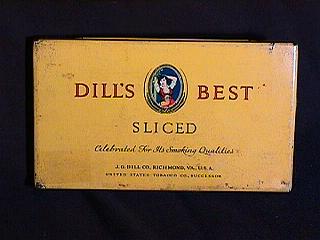 DILL'S BEST
SLICED
Celebrated For Its Smoking Qualities
J. G. DILL CO., RICHMOND, VA., U.S.A.
UNITED STATES TOBACCO CO., SUCCESSOR